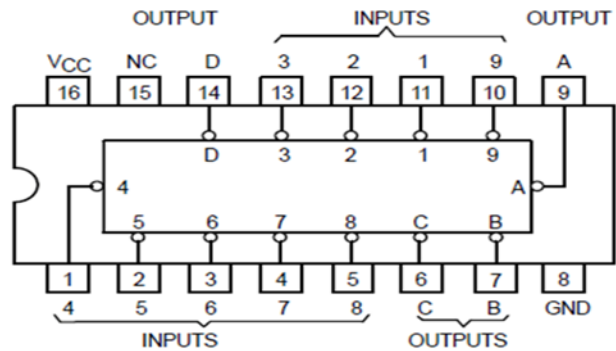 OUTPUT INPUTS OUTPUT
VCC NC D 3 2 1 9 A
16 15 14 13 12 11 10 9
D 3 2 1 9
4 A
5 6 7 8 C B
1 2 3 4 5 6 7 8
4 5 6 7 8 C B GND
INPUTS OUTPUTS